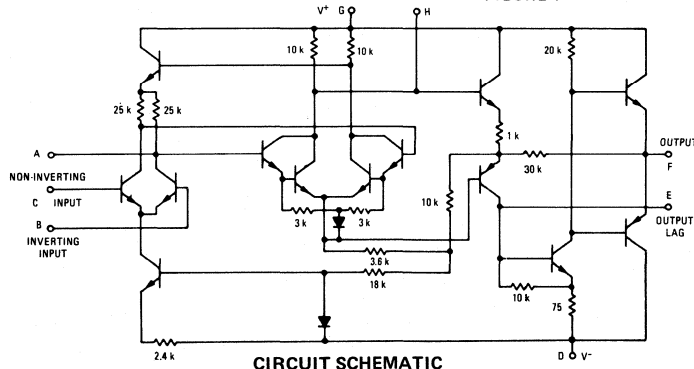 V+ G
H
10 k
10 k
20 k
25 k
25 k
1 k
A
OUTPUT
F
30 k
NON-INVERTING
C INPUT
10 k
E
OUTPUT
LAG
B
INVERTING
INPUT
3 k
3 k
3.6 k
18 k
10 k
75
2.4 k
D
V-
CIRCUIT SCHEMATIC